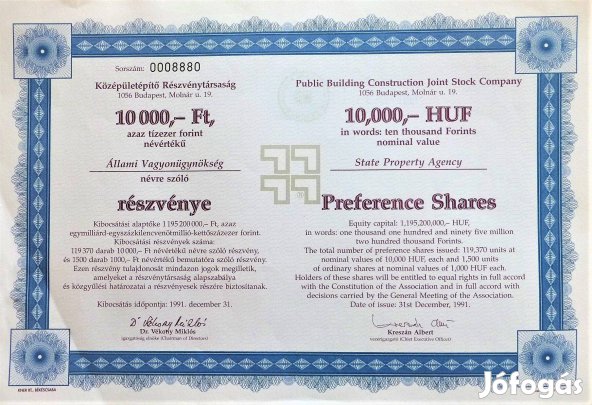 Sorszám: 0008880
Középületépítő Részvénytársaság
1056 Budapest, Molnár u. 19.
10 000,– Ft,
azaz tízezer forint
névértékű
Állami Vagyonügynökség
névre szóló
részvénye
Kibocsátási alaptőke 1 195 200 000,– Ft, azaz
egymilliárd-egyszázkilencvenötmillió-kettőszázezer forint.
Kibocsátási részvények száma:
119 370 darab 10 000,– Ft névértékű névre szóló részvény,
és 1500 darab 1000,– Ft névértékű bemutatóra szóló részvény.
Ezen részvény tulajdonosát mindazon jogok megilletik,
amelyeket a részvénytársaság alapszabálya
és közgyűlési határozatai a részvényesek részére biztosítanak.
Kibocsátás időpontja: 1991. december 31.
Dr. Vékony Miklós
igazgatóság elnöke (Chairman of Directors)
Public Building Construction Joint Stock Company
1056 Budapest, Molnár u. 19.
10,000,– HUF
in words: ten thousand Forints
nominal value
State Property Agency
Preference Shares
Equity capital: 1,195,200,000,– HUF,
in words: one thousand one hundred and ninety five million
two hundred thousand Forints.
The total number of preference shares issued: 119,370 units at
nominal values of 10,000 HUF, each and 1,500 units
of ordinary shares at nominal values of 1,000 HUF each.
Holders of these shares will be entitled to equal rights in full accord
with the Constitution of the Association and in full accord with
decisions carried by the General Meeting of the Association.
Date of issue: 31st December, 1991.
Kreszán Albert
vezérigazgató (Chief Executive Officer)
KNER RT., BÉKÉSCSABA
Jófogás